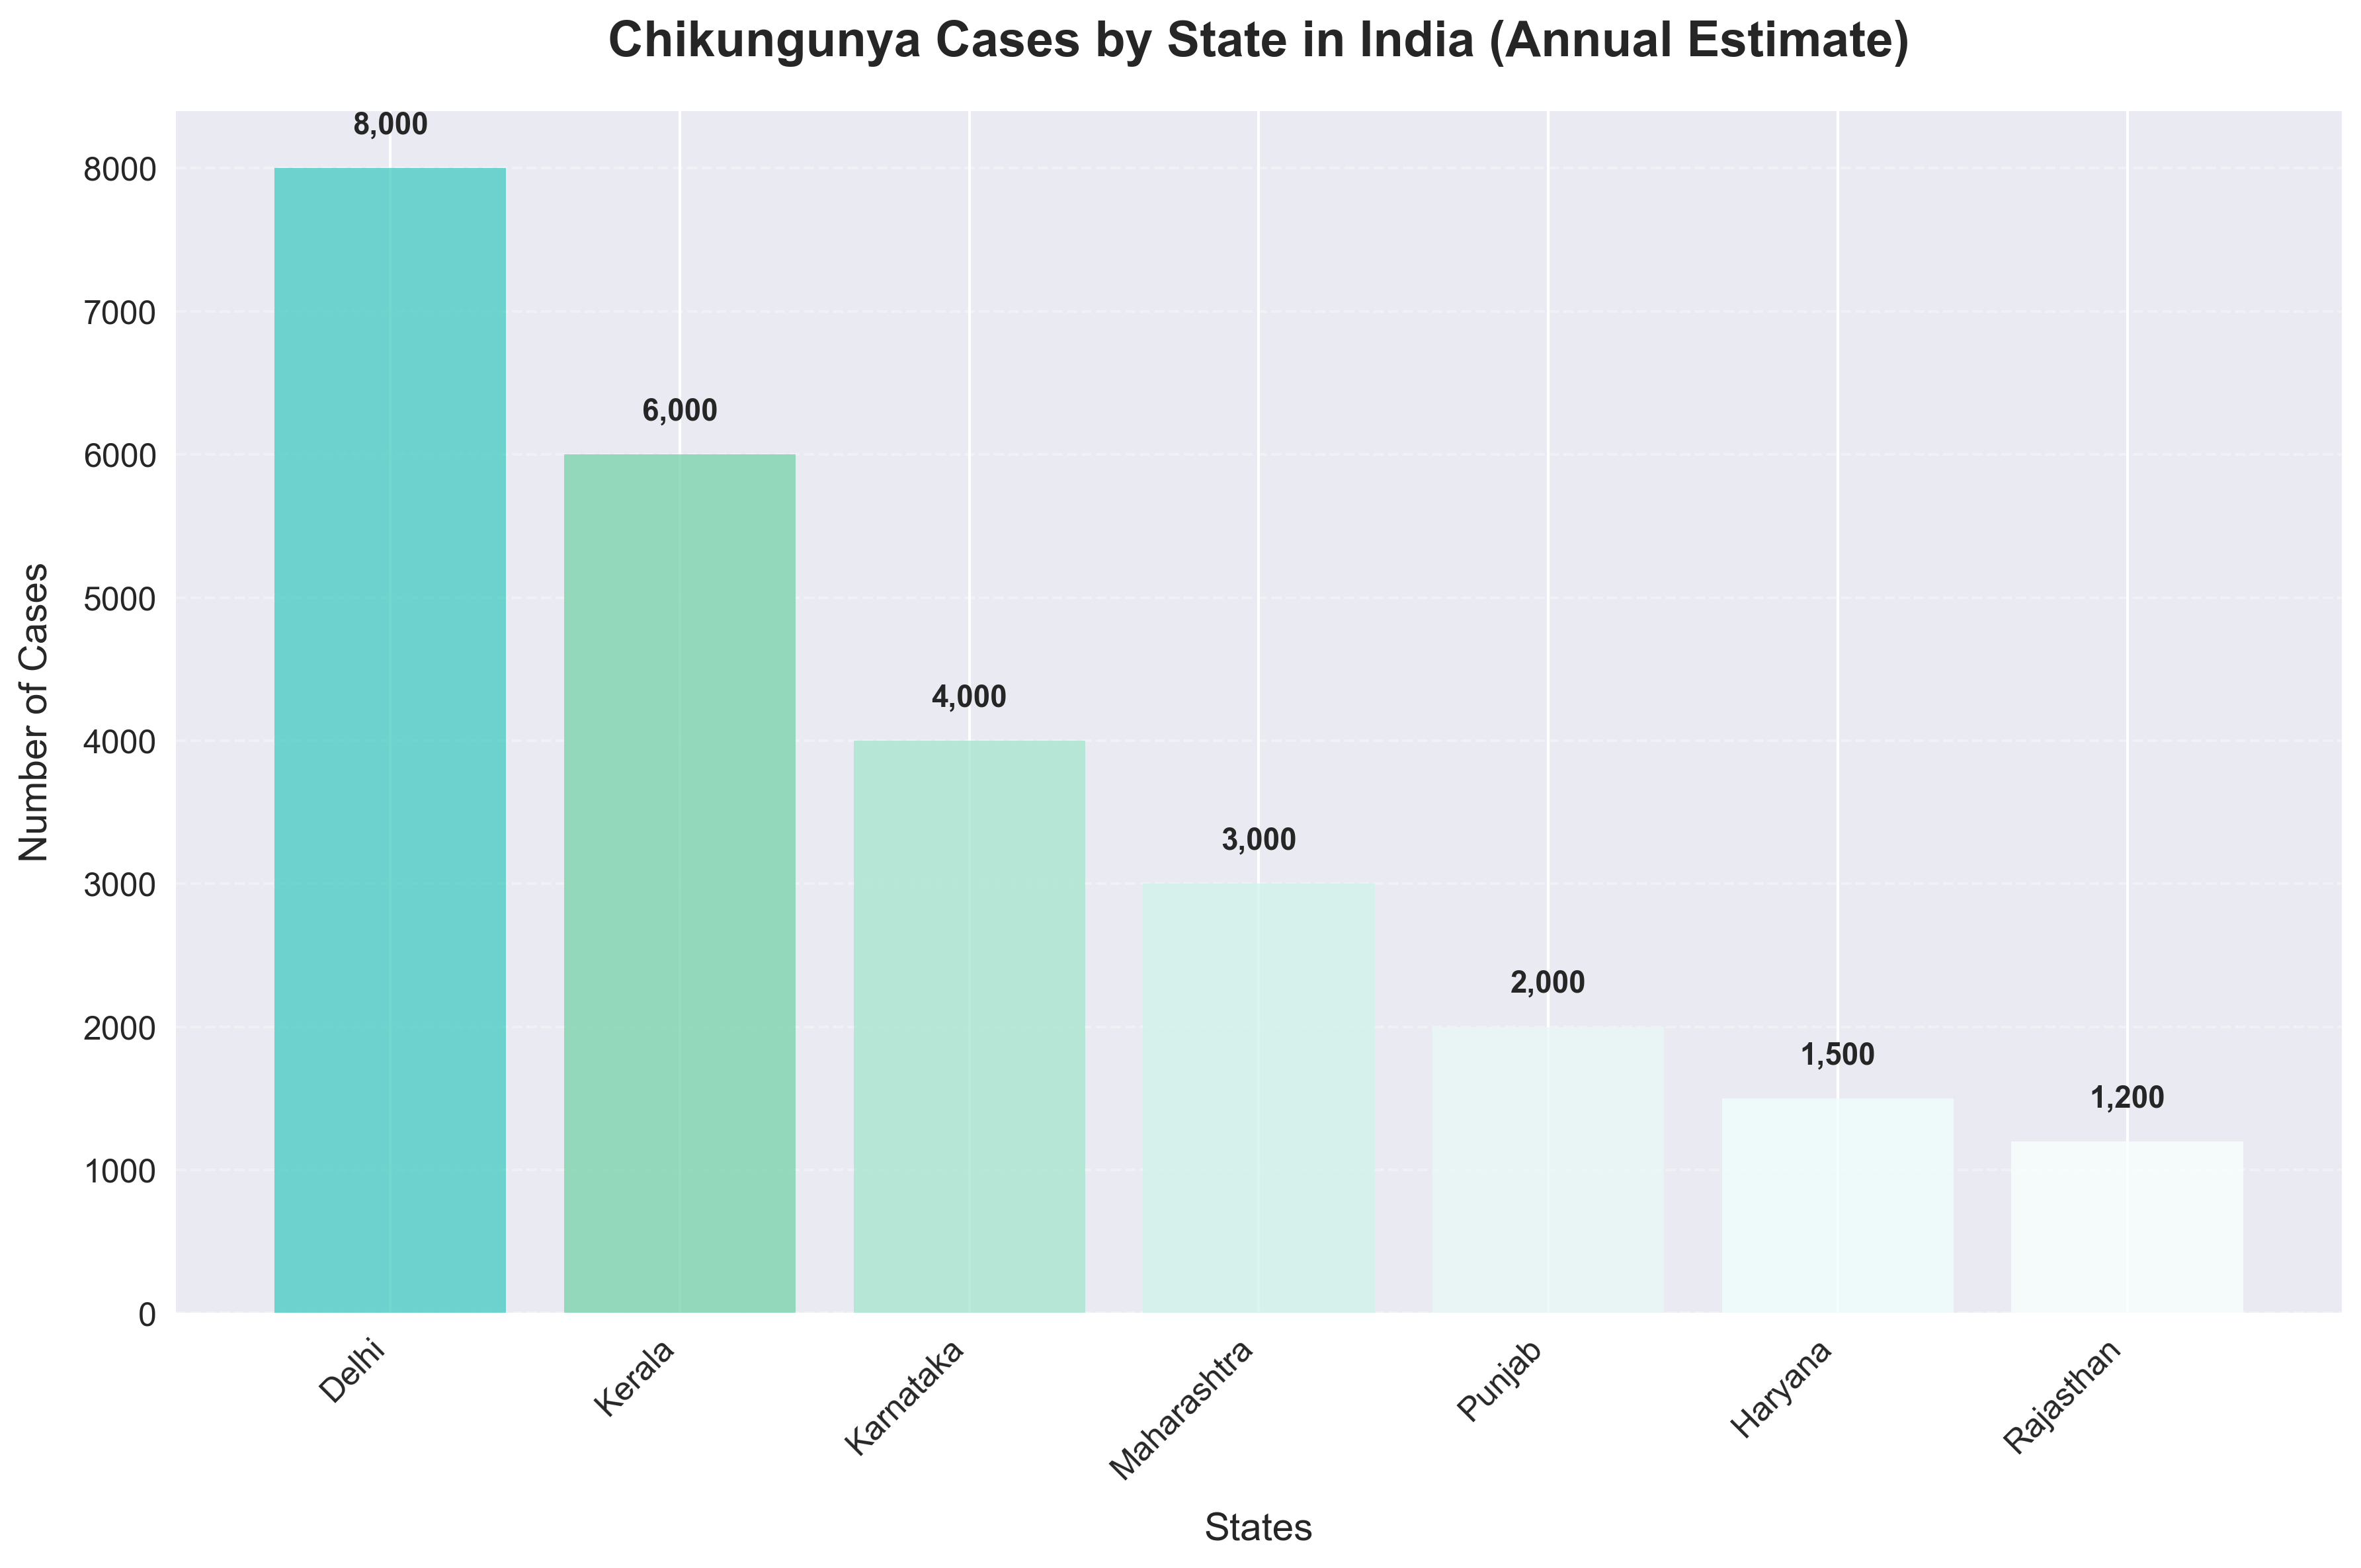 Chikungunya Cases by State in India (Annual Estimate)
Number of Cases
8000
7000
6000
5000
4000
3000
2000
1000
0
8,000
6,000
4,000
3,000
2,000
1,500
1,200
Delhi
Kerala
Karnataka
Maharashtra
Punjab
Haryana
Rajasthan
States